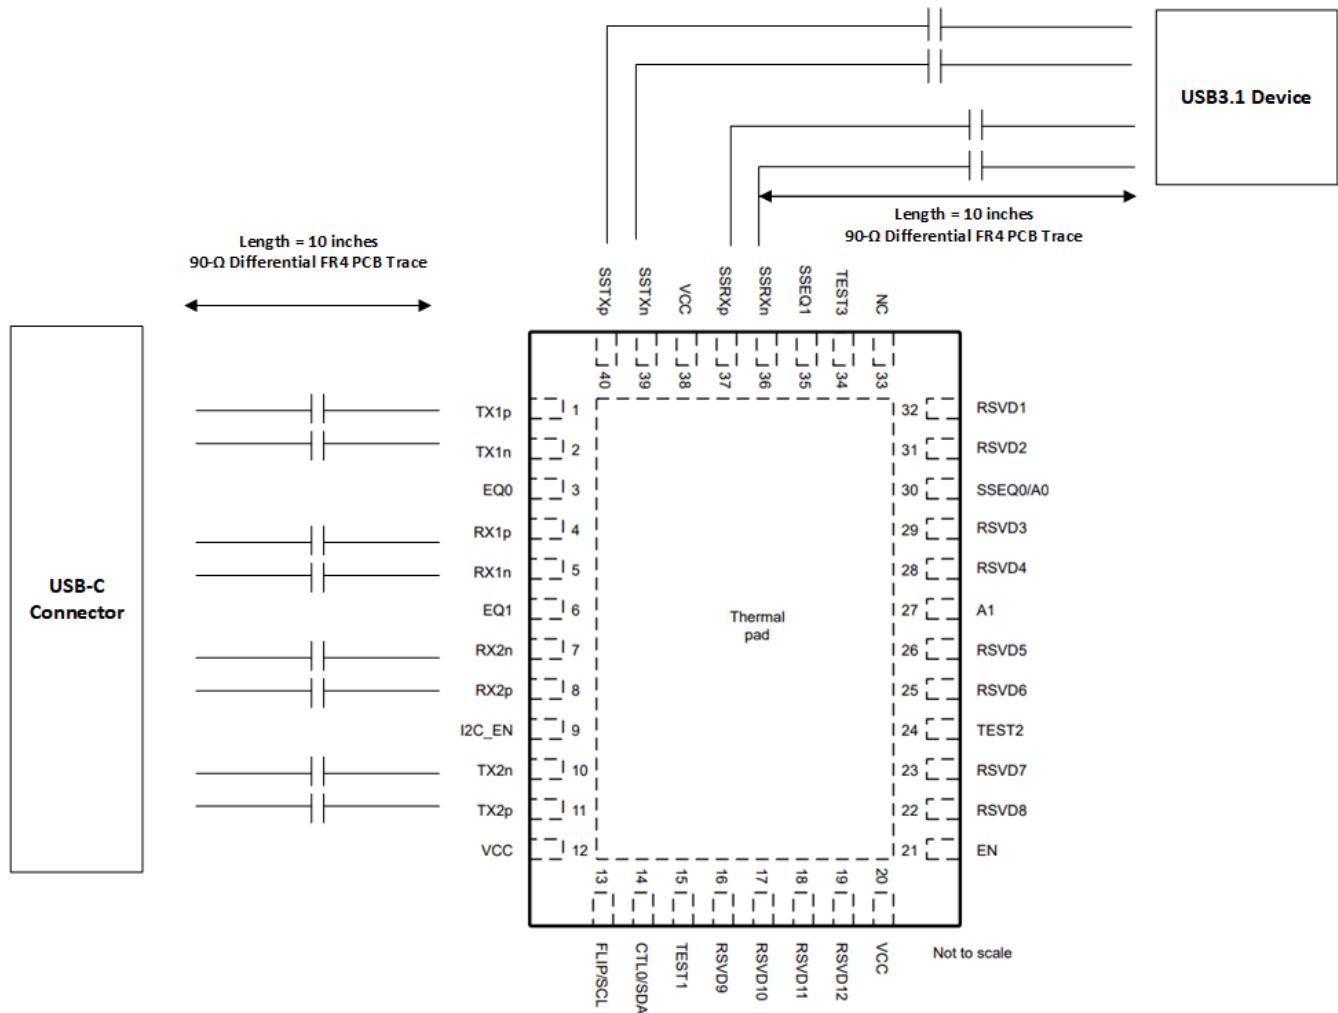 USB3.1 Device
Length = 10 inches
90-Ω Differential FR4 PCB Trace
Length = 10 inches
90-Ω Differential FR4 PCB Trace
SSTXp
SSTXn
VCC
SSRXp
SSRXn
SSEQ1
TEST3
NC
40
39
38
37
36
35
34
33
USB-C
Connector
TX1p 1
TX1n 2
EQ0 3
RX1p 4
RX1n 5
EQ1 6
RX2n 7
RX2p 8
I2C_EN 9
TX2n 10
TX2p 11
VCC 12
Thermal
pad
32 RSVD1
31 RSVD2
30 SSEQ0/A0
29 RSVD3
28 RSVD4
27 A1
26 RSVD5
25 RSVD6
24 TEST2
23 RSVD7
22 RSVD8
21 EN
13
14
15
16
17
18
19
20
FLIP/SCL
CTL0/SDA
TEST1
RSVD9
RSVD10
RSVD11
RSVD12
VCC
Not to scale